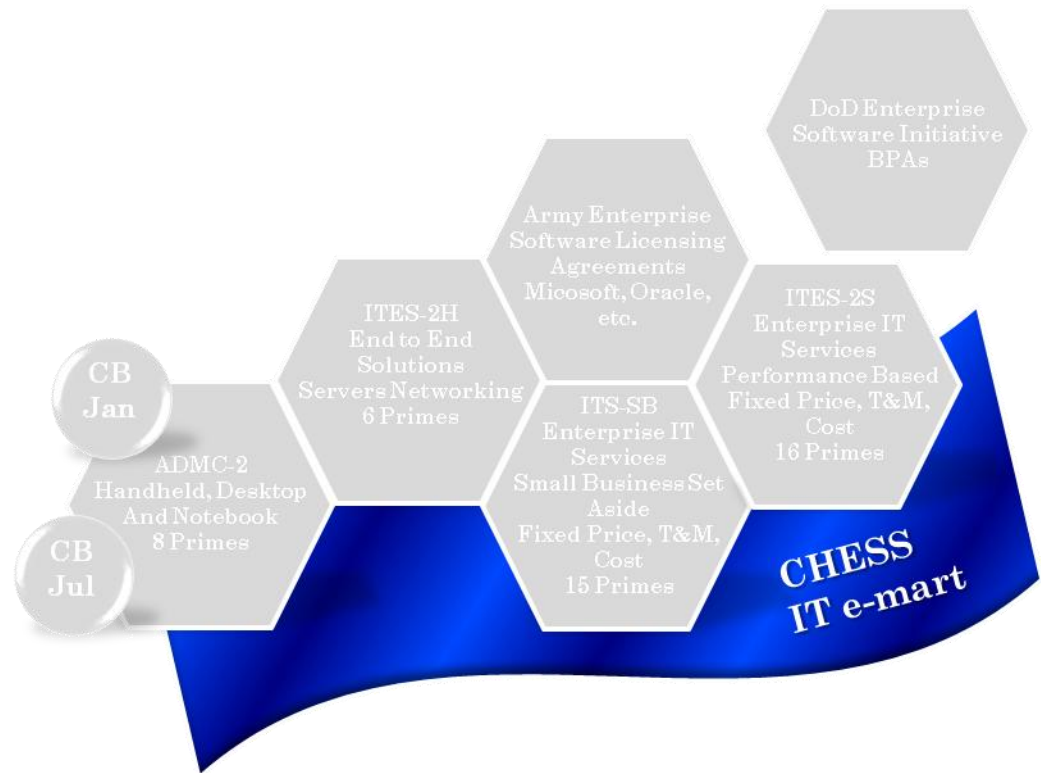 DoD Enterprise
Software Initiative
BPAs
Army Enterprise
Software Licensing
Agreements
Micosoft, Oracle,
etc.
ITES-2H
End to End
Solutions
Servers Networking
6 Primes
ITES-2S
Enterprise IT
Services
Performance Based
Fixed Price, T&M,
Cost
16 Primes
CB
Jan
ADMC-2
Handheld, Desktop
And Notebook
8 Primes
CB
Jul
ITS-SB
Enterprise IT
Services
Small Business Set
Aside
Fixed Price, T&M,
Cost
15 Primes
CHESS
IT e-mart